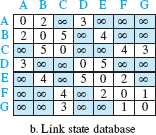 A B C D E F G
A 0 2 ∞ 3 ∞ ∞ ∞
B 2 0 5 ∞ 4 ∞ ∞
C ∞ 5 0 ∞ ∞ 4 3
D 3 ∞ ∞ 0 5 ∞ ∞
E ∞ 4 ∞ 5 0 2 ∞
F ∞ ∞ 4 ∞ 2 0 1
G ∞ ∞ 3 ∞ ∞ 1 0
b. Link state database